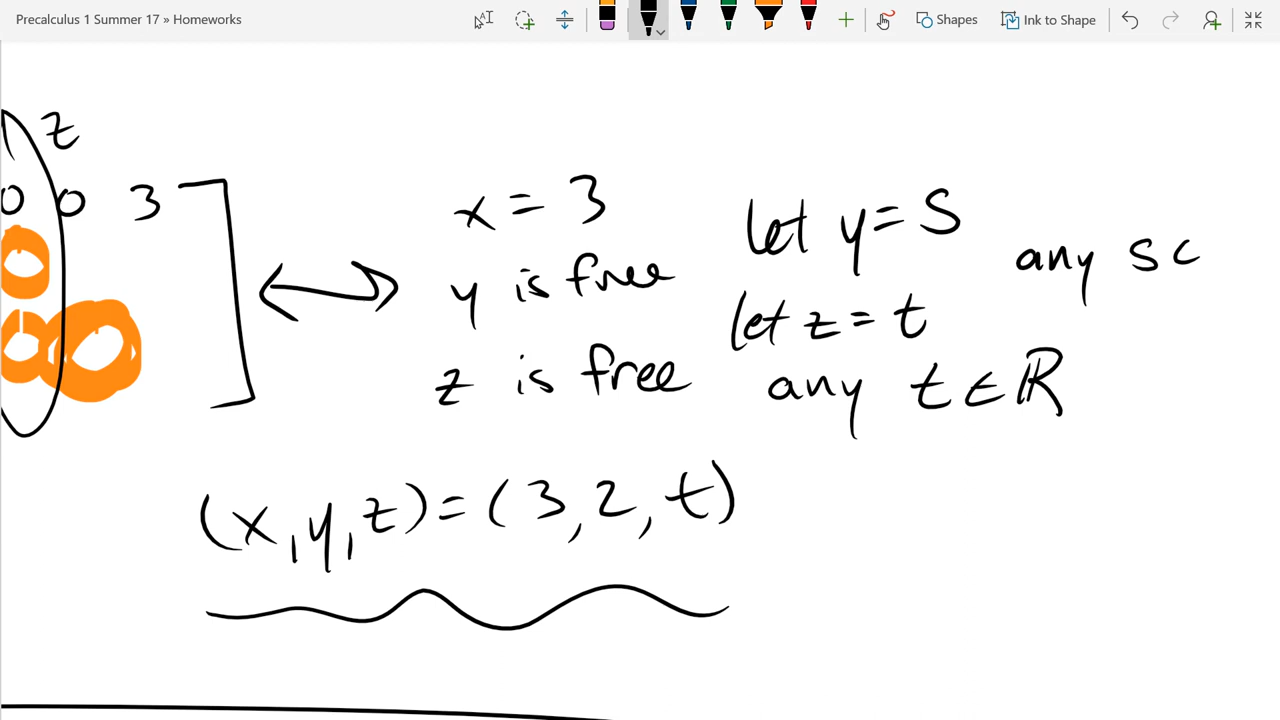 Precalculus 1 Summer 17 » Homeworks
Shapes
Ink to Shape
z
0 0 3
x = 3
y is free
z is free
let y = s
any s
let z = t
any t ∈ ℝ
(x, y, z) = (3, 2, t)